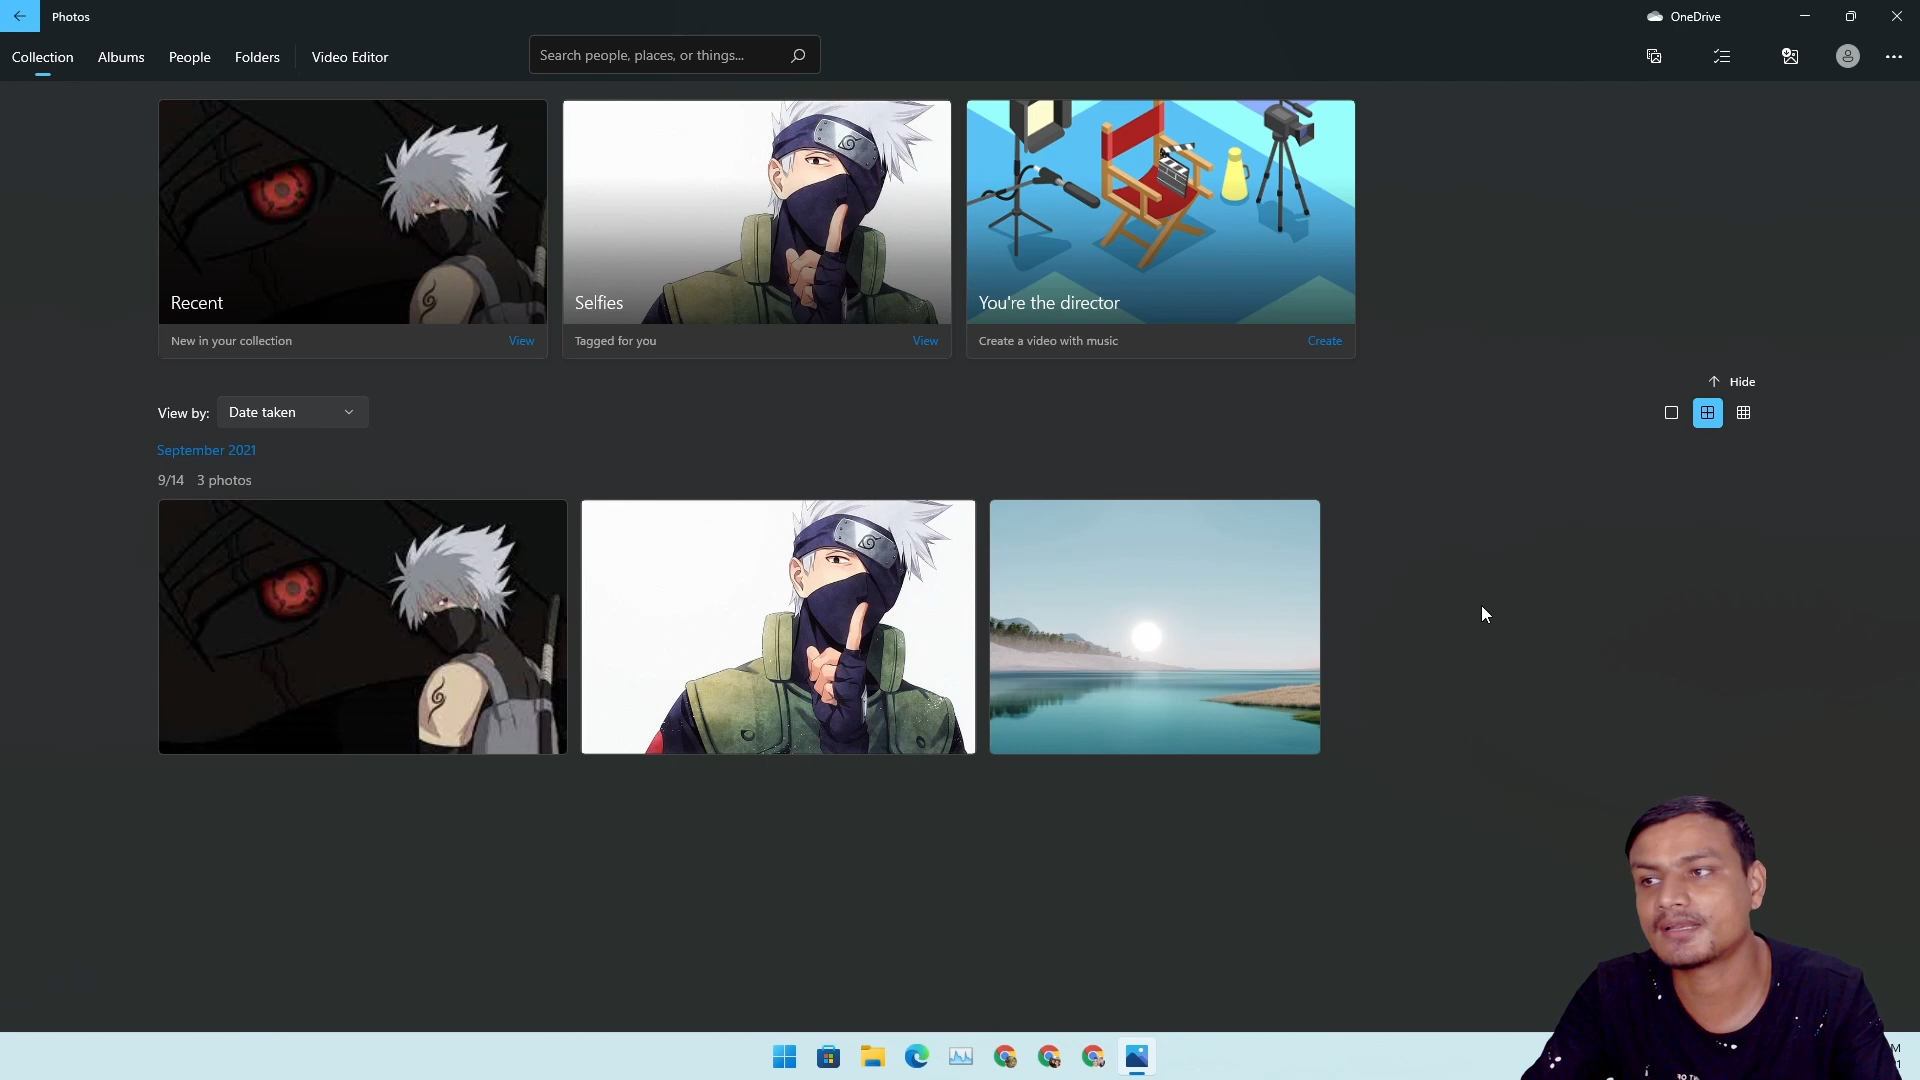 Photos
OneDrive
Collection
Albums
People
Folders
Video Editor
Search people, places, or things...
Recent
New in your collection
View
Selfies
Tagged for you
View
You're the director
Create a video with music
Create
Hide
View by:
Date taken
September 2021
9/14 3 photos